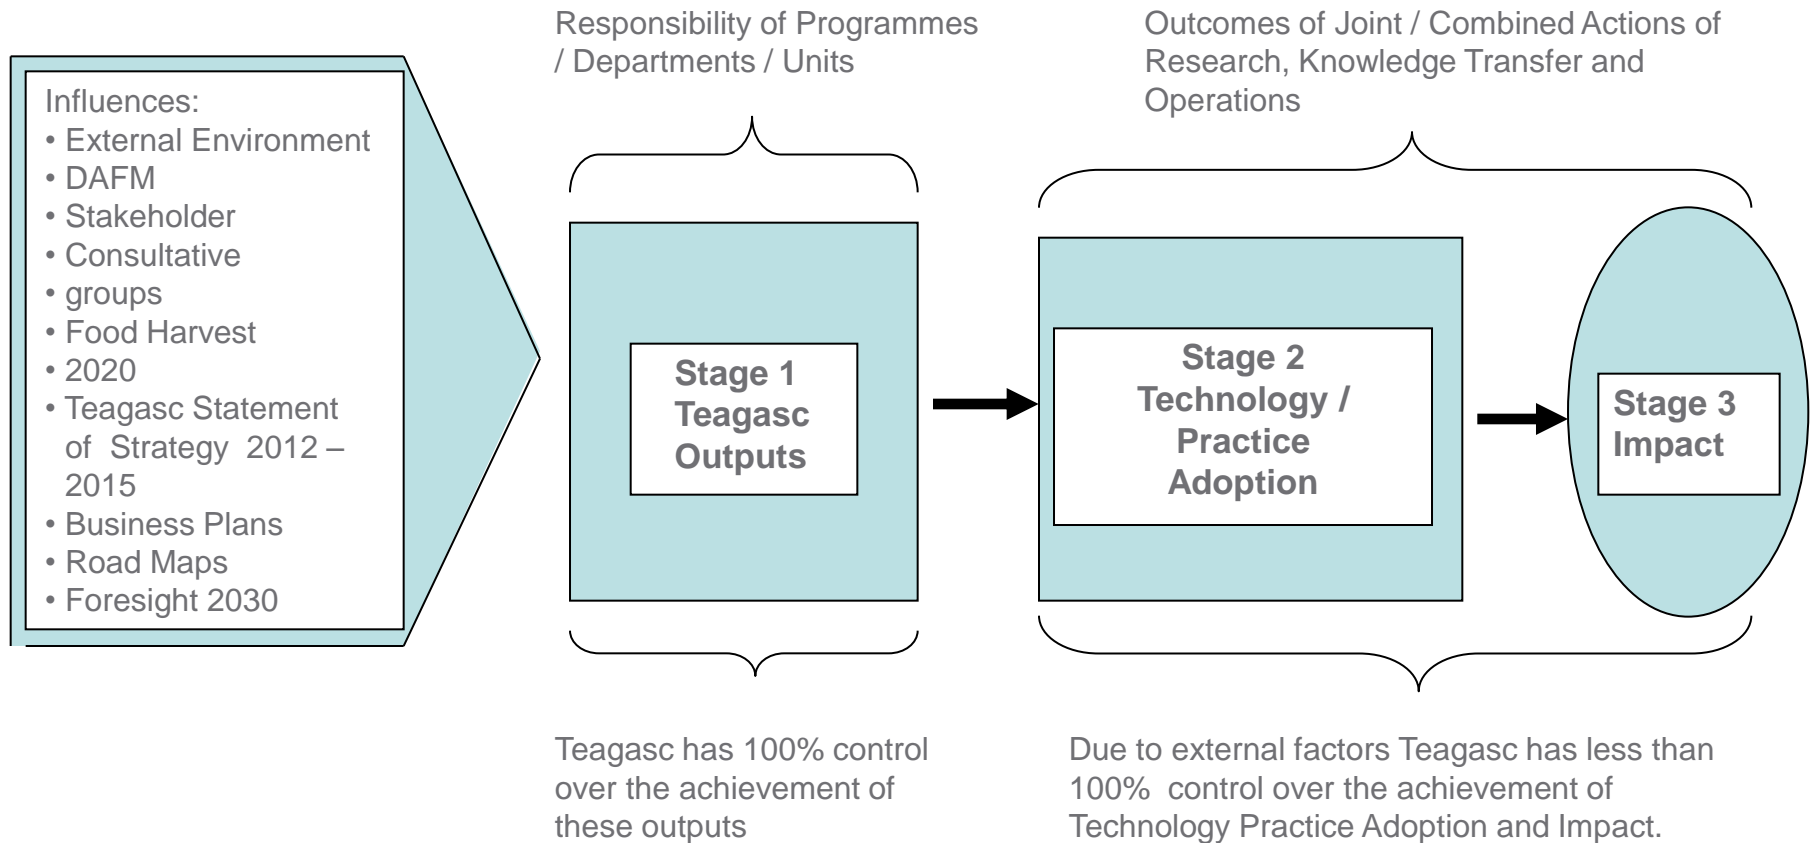 Responsibility of Programmes
/ Departments / Units
Outcomes of Joint / Combined Actions of
Research, Knowledge Transfer and
Operations
Influences:
• External Environment
• DAFM
• Stakeholder
• Consultative
• groups
• Food Harvest
• 2020
• Teagasc Statement
of Strategy 2012 –
2015
• Business Plans
• Road Maps
• Foresight 2030
Stage 1
Teagasc
Outputs
Stage 2
Technology /
Practice
Adoption
Stage 3
Impact
Teagasc has 100% control
over the achievement of
these outputs
Due to external factors Teagasc has less than
100% control over the achievement of
Technology Practice Adoption and Impact.